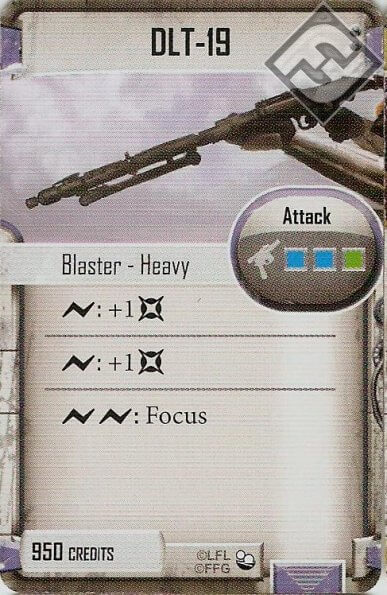 DLT-19
Attack
Blaster - Heavy
: +1
: +1
: Focus
950 CREDITS
©LFL
©FFG